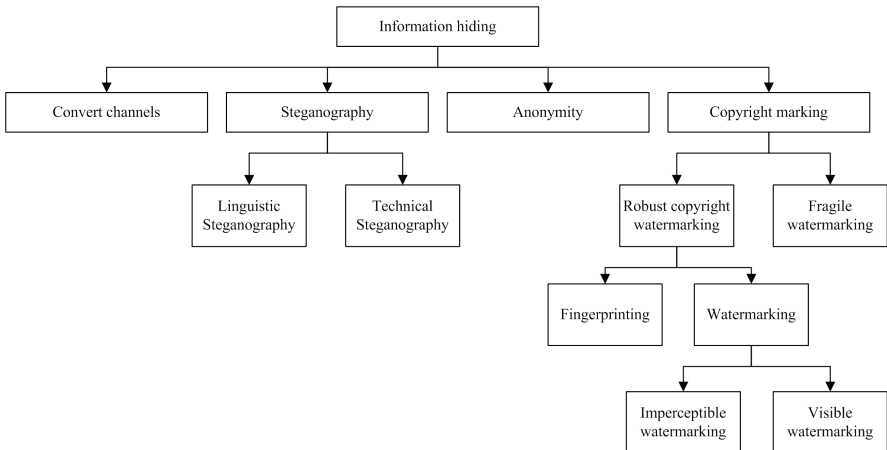 Information hiding
Convert channels
Steganography
Anonymity
Copyright marking
Linguistic
Steganography
Technical
Steganography
Robust copyright
watermarking
Fragile
watermarking
Fingerprinting
Watermarking
Imperceptible
watermarking
Visible
watermarking